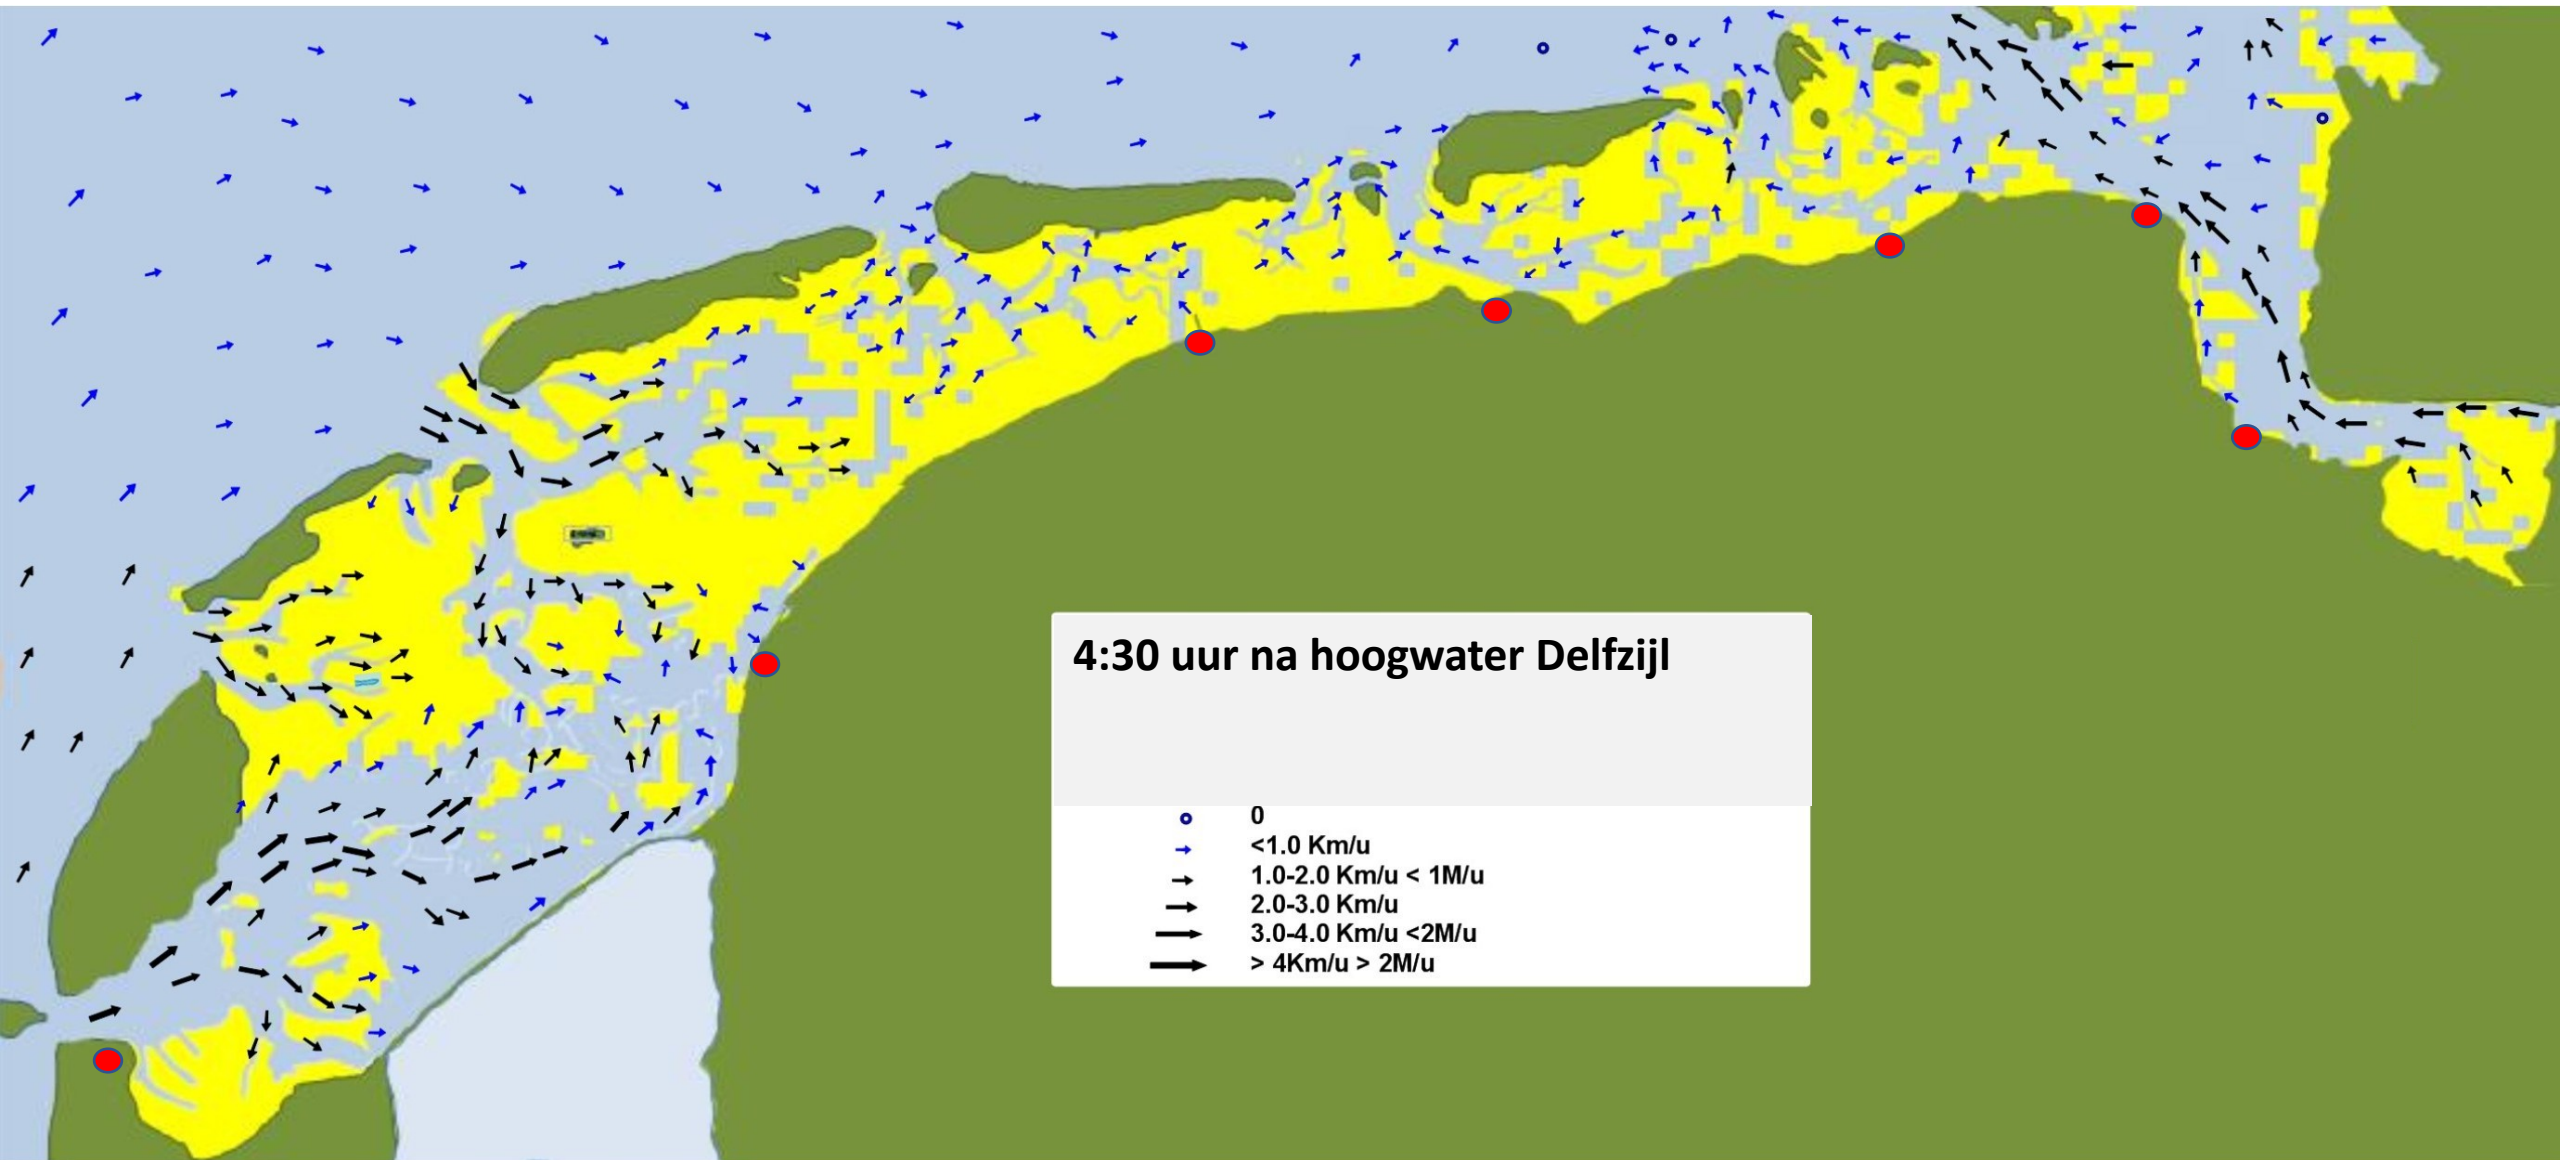 4:30 uur na hoogwater Delfzijl
0
<1.0 Km/u
1.0-2.0 Km/u < 1M/u
2.0-3.0 Km/u
3.0-4.0 Km/u <2M/u
> 4Km/u > 2M/u